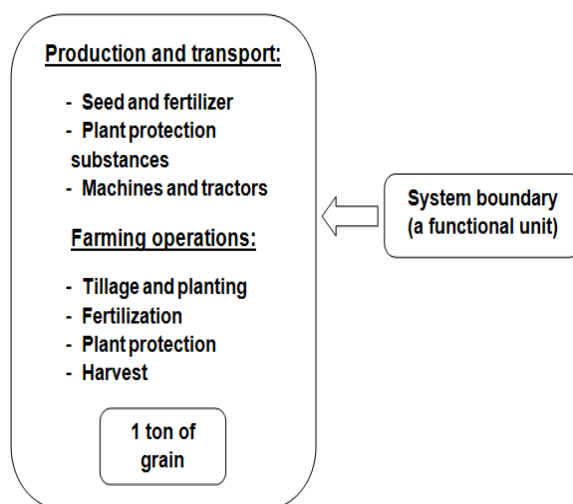 Production and transport:
- Seed and fertilizer
- Plant protection
substances
- Machines and tractors
Farming operations:
- Tillage and planting
- Fertilization
- Plant protection
- Harvest
1 ton of
grain
System boundary
(a functional unit)